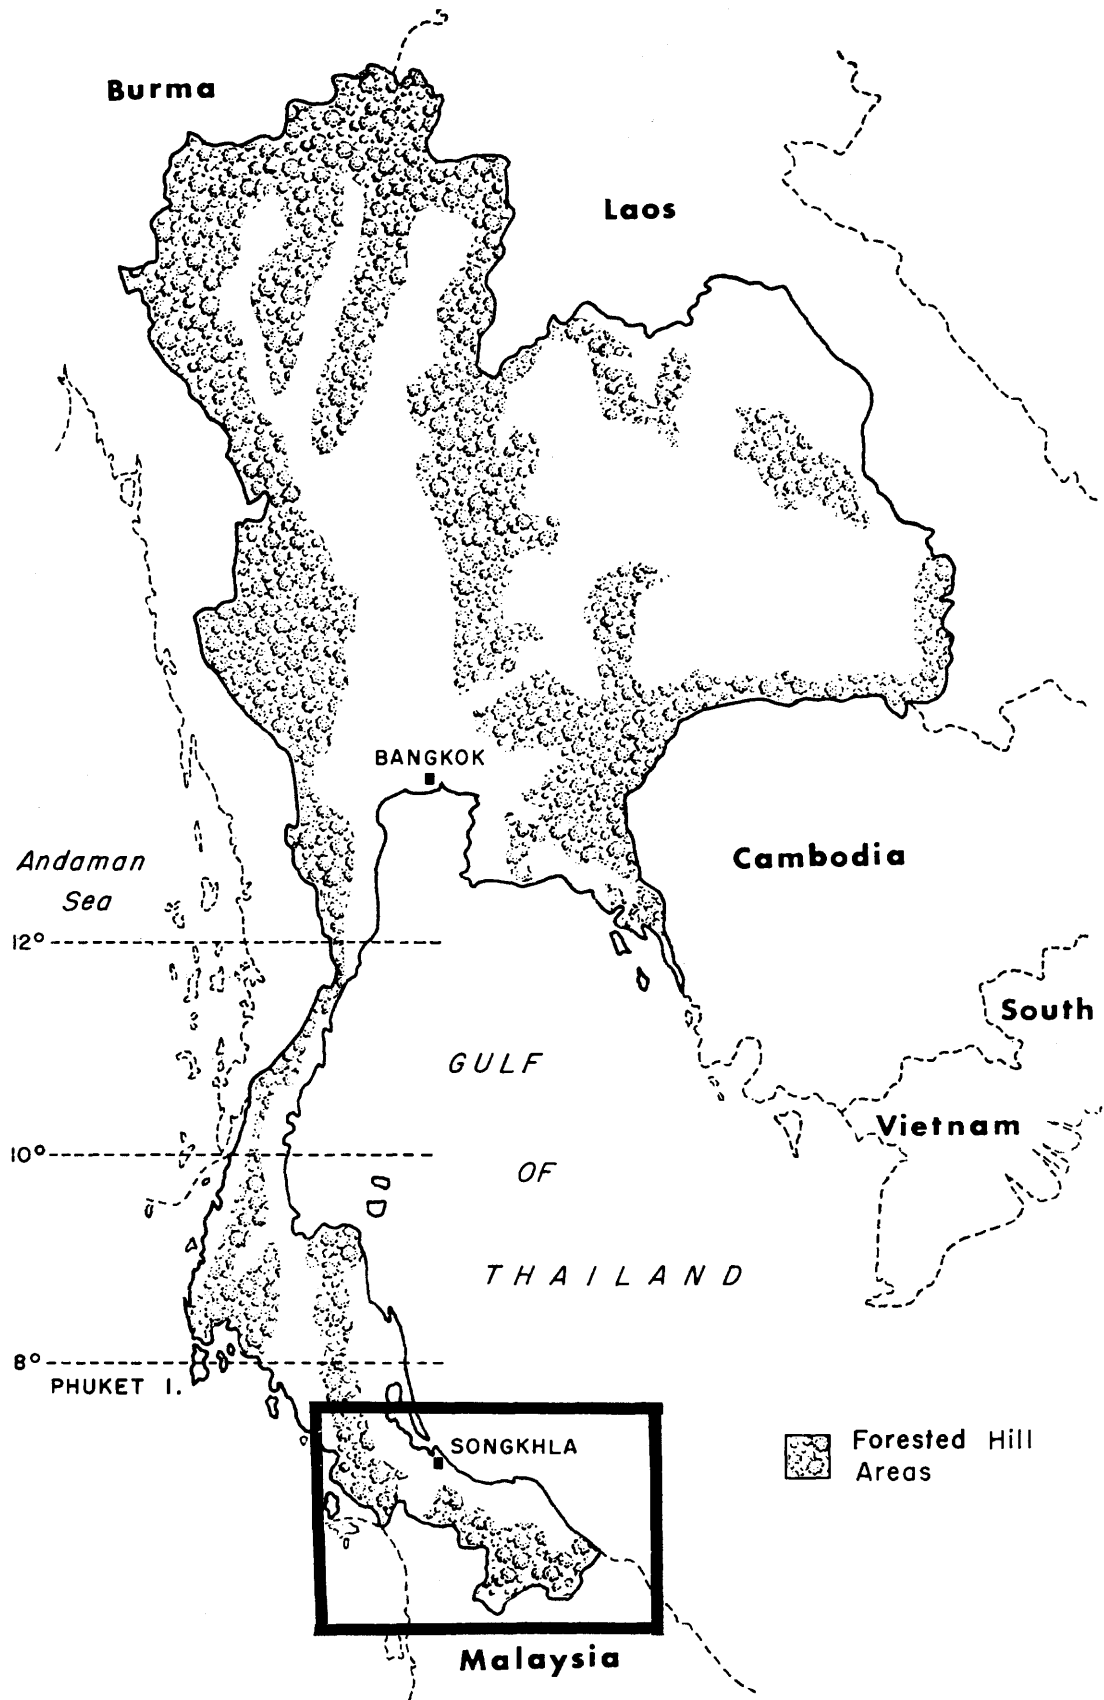 Burma
Laos
BANGKOK
Andaman
Sea
Cambodia
12°
South
GULF
Vietnam
10°
OF
THAILAND
8°
PHUKET I.
SONGKHLA
Forested Hill
Areas
Malaysia